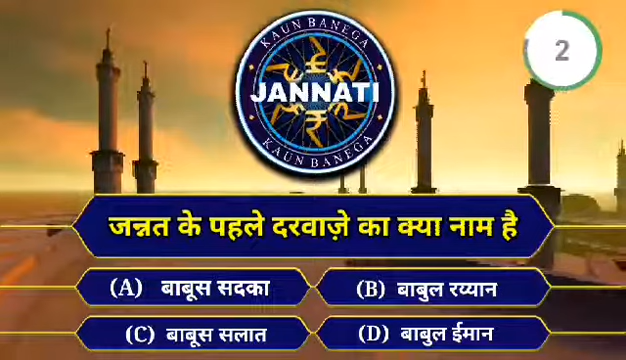 KAUN BANEGA
JANNATI
KAUN BANEGA
2
जन्नत के पहले दरवाज़े का क्या नाम है
(A) बाबूस सदका
(B) बाबुल रय्यान
(C) बाबूस सलात
(D) बाबुल ईमान